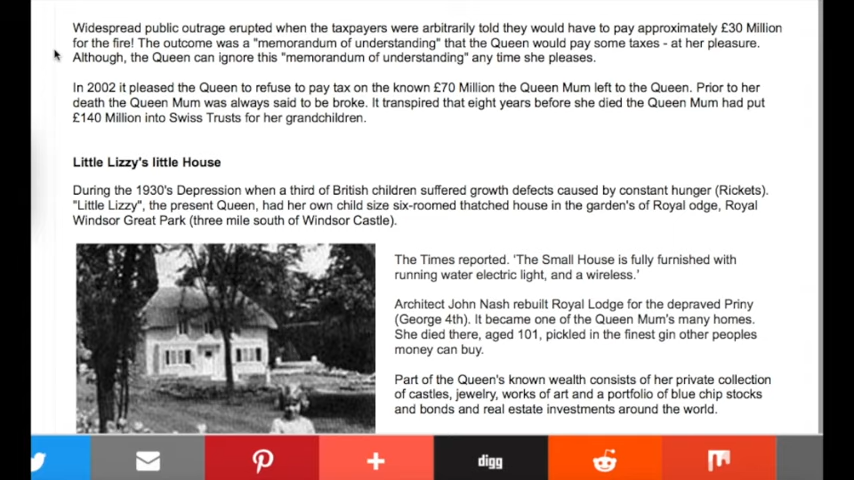 Widespread public outrage erupted when the taxpayers were arbitrarily told they would have to pay approximately £30 Million
for the fire! The outcome was a "memorandum of understanding" that the Queen would pay some taxes - at her pleasure.
Although, the Queen can ignore this "memorandum of understanding" any time she pleases.
In 2002 it pleased the Queen to refuse to pay tax on the known £70 Million the Queen Mum left to the Queen. Prior to her
death the Queen Mum was always said to be broke. It transpired that eight years before she died the Queen Mum had put
£140 Million into Swiss Trusts for her grandchildren.
Little Lizzy's little House
During the 1930's Depression when a third of British children suffered growth defects caused by constant hunger (Rickets).
"Little Lizzy", the present Queen, had her own child size six-roomed thatched house in the garden's of Royal odge, Royal
Windsor Great Park (three mile south of Windsor Castle).
The Times reported. 'The Small House is fully furnished with
running water electric light, and a wireless.'
Architect John Nash rebuilt Royal Lodge for the depraved Priny
(George 4th). It became one of the Queen Mum's many homes.
She died there, aged 101, pickled in the finest gin other peoples
money can buy.
Part of the Queen's known wealth consists of her private collection
of castles, jewelry, works of art and a portfolio of blue chip stocks
and bonds and real estate investments around the world.
digg